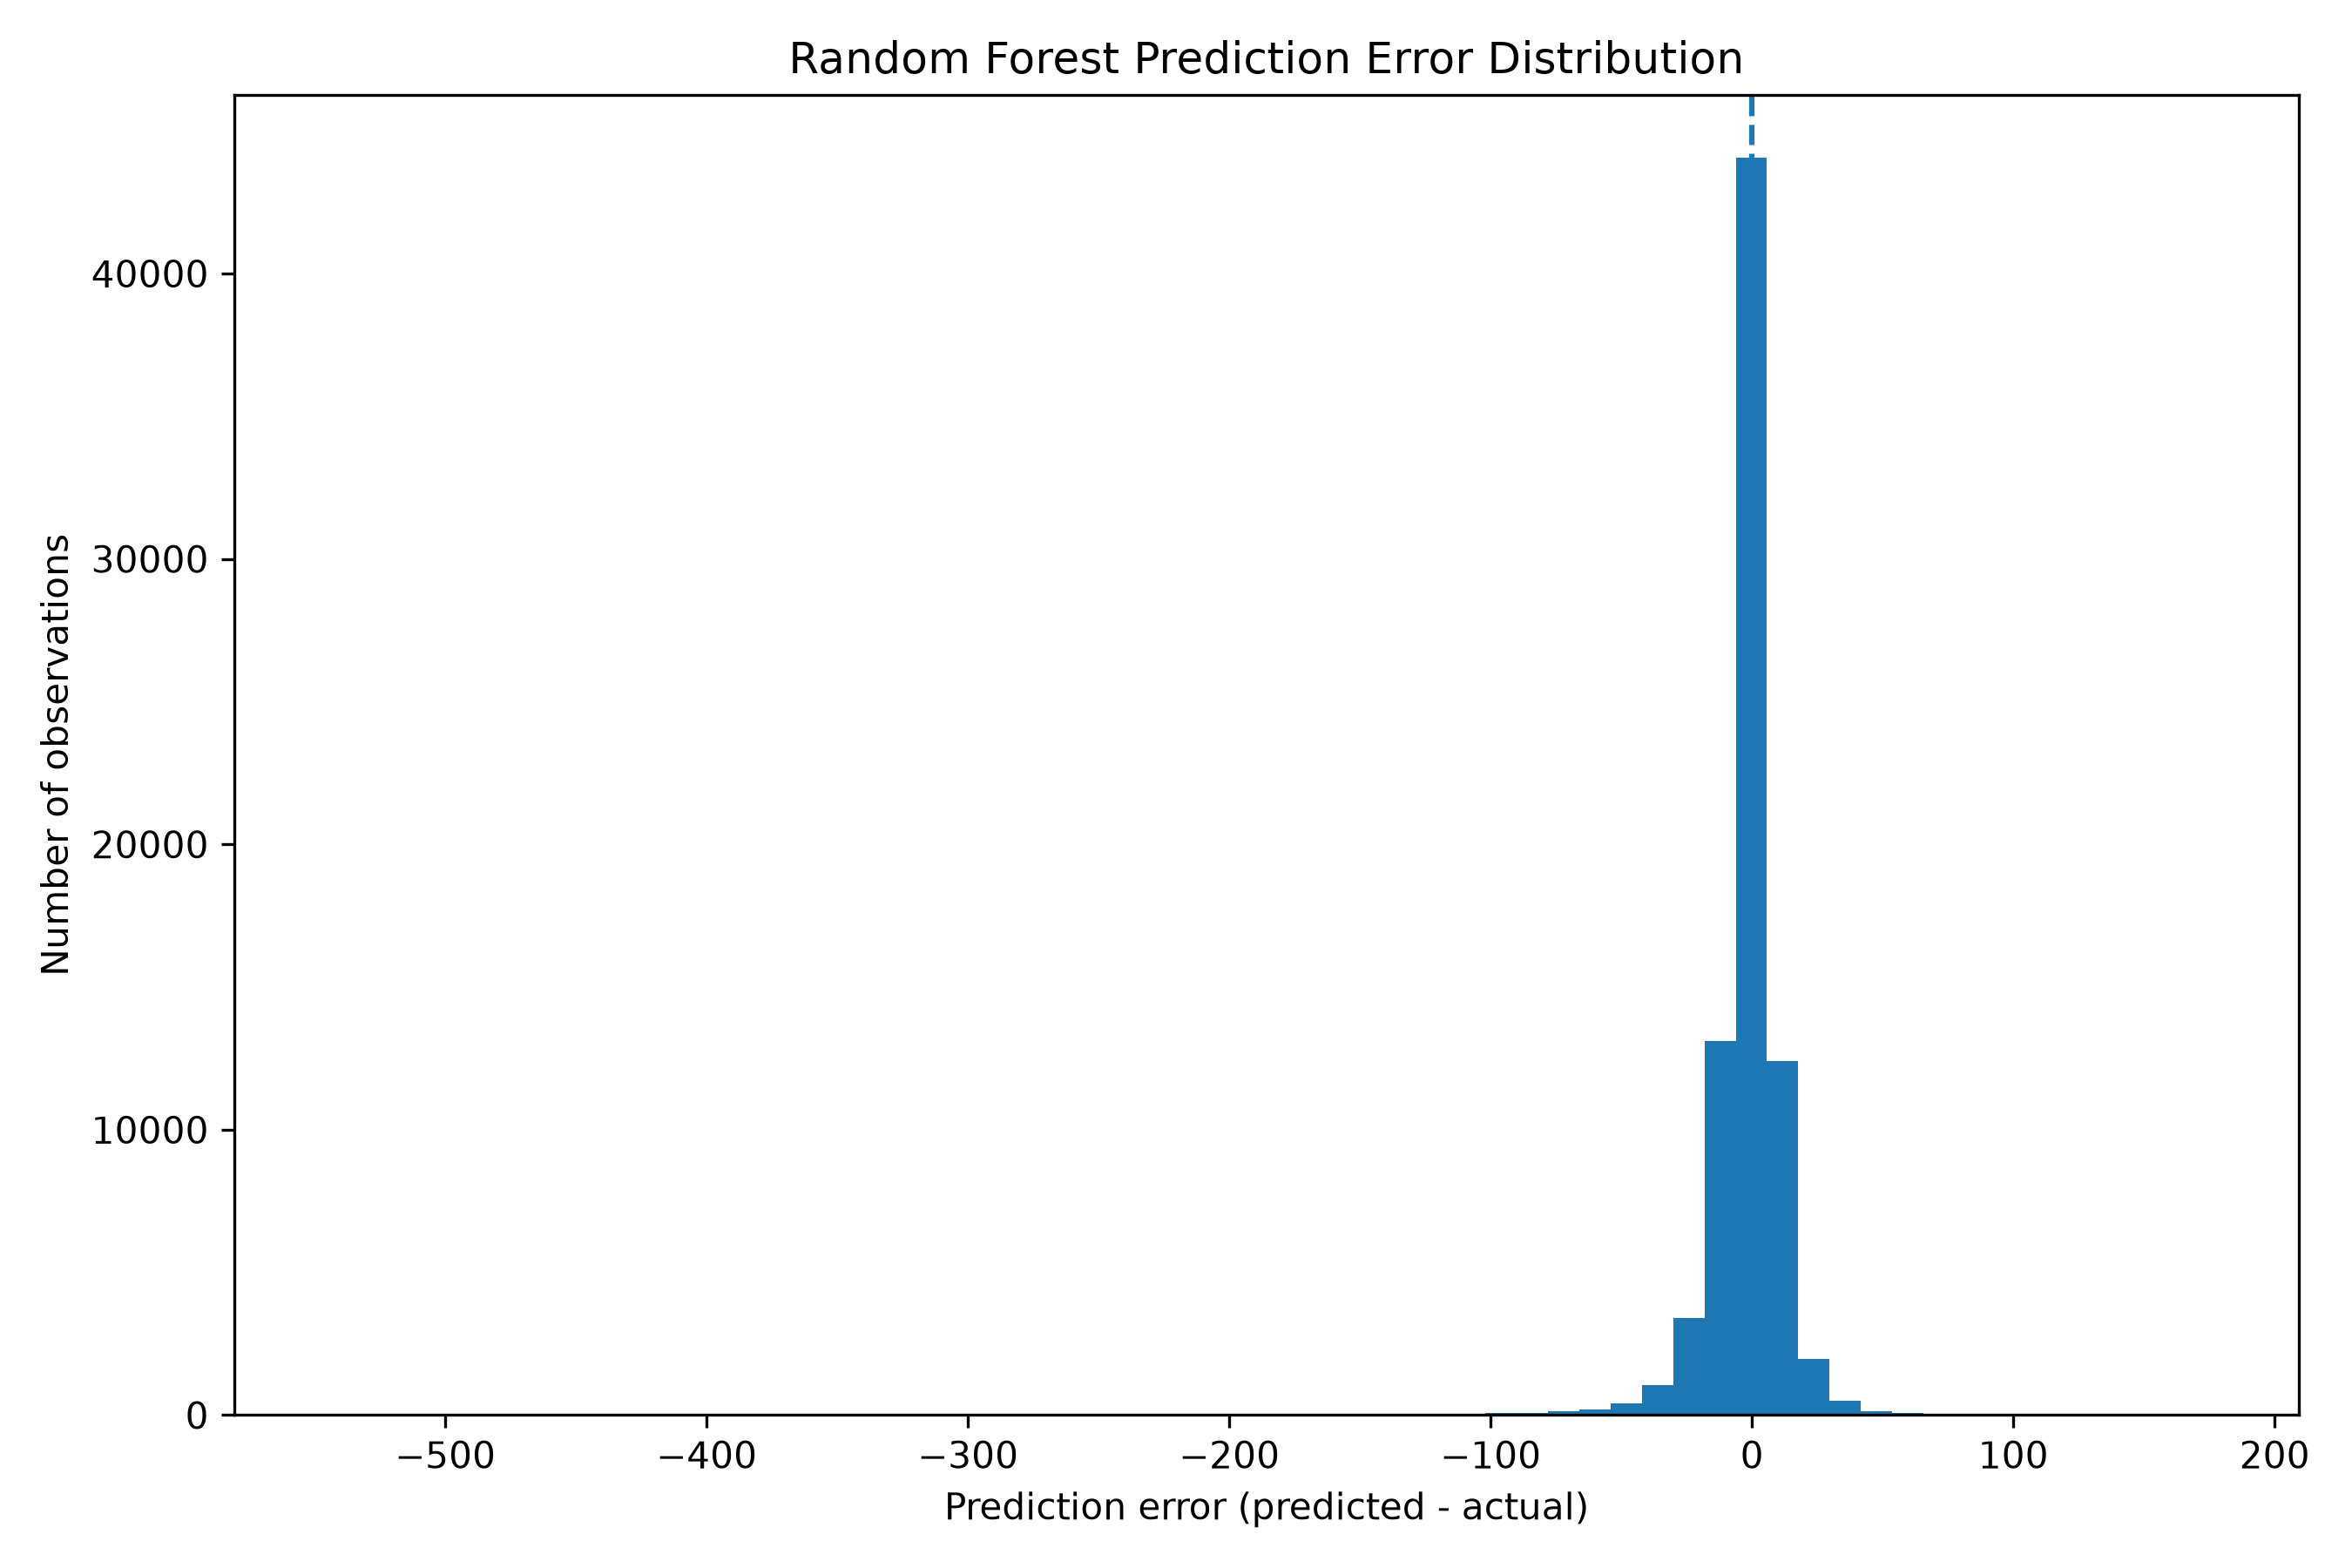 Random Forest Prediction Error Distribution
Number of observations
40000
30000
20000
10000
0
−500 −400 −300 −200 −100 0 100 200
Prediction error (predicted - actual)